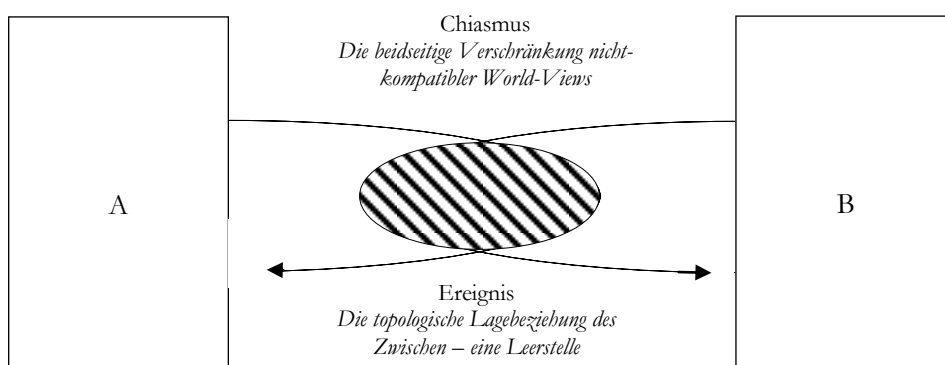 Chiasmus
Die beidseitige Verschränkung nicht-
kompatibler World-Views
A
B
Ereignis
Die topologische Lagebeziehung des
Zwischen – eine Leerstelle